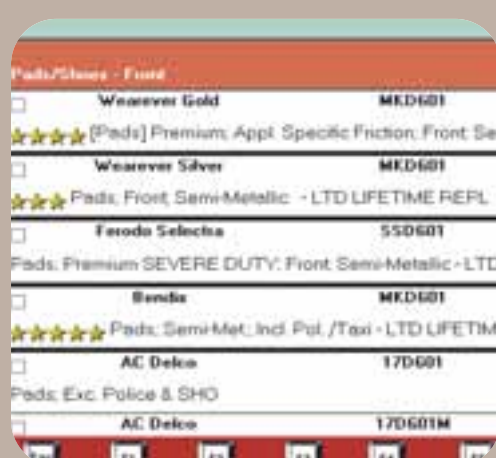 Pads/Shoes - Front
Wearever Gold MKD601
[Pads] Premium; Appl. Specific Friction; Front; Se
Wearever Silver MKD601
Pads; Front; Semi-Metallic - LTD LIFETIME REPL
Ferodo Selectra SSD601
Pads; Premium SEVERE DUTY; Front; Semi-Metallic - LTD
Bendix MKD601
Pads; Semi-Met.; Incl. Pol. /Taxi - LTD LIFETIM
AC Delco 17D601
Pads; Exc. Police & SHO
AC Delco 17D601M